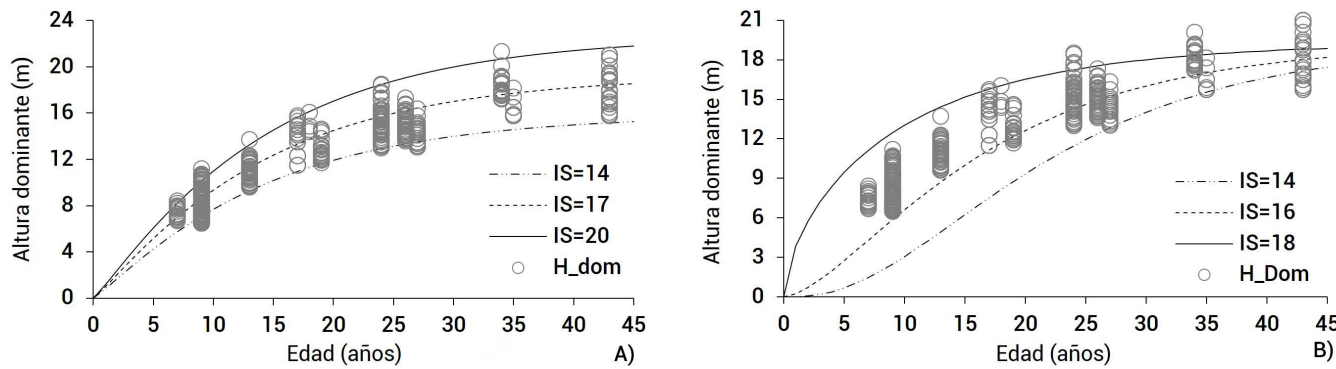 24
20
16
12
8
4
0
Altura dominante (m)
IS=14
IS=17
IS=20
H_dom
0 5 10 15 20 25 30 35 40 45
Edad (años)
A)
21
18
15
12
9
6
3
0
Altura dominante (m)
IS=14
IS=16
IS=18
H_Dom
0 5 10 15 20 25 30 35 40 45
Edad (años)
B)